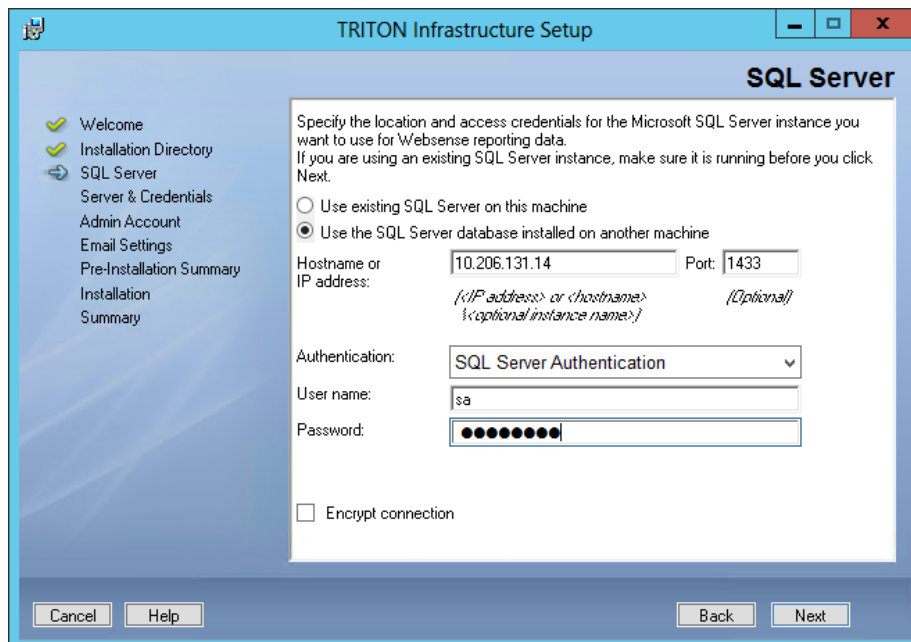 TRITON Infrastructure Setup
SQL Server
Welcome
Installation Directory
SQL Server
Server & Credentials
Admin Account
Email Settings
Pre-Installation Summary
Installation
Summary
Specify the location and access credentials for the Microsoft SQL Server instance you
want to use for Websense reporting data.
If you are using an existing SQL Server instance, make sure it is running before you click
Next.
Use existing SQL Server on this machine
Use the SQL Server database installed on another machine
Hostname or
IP address:
10.206.131.14
Port: 1433
(<IP address> or <hostname>
\<optional instance name>)
(Optional)
Authentication:
SQL Server Authentication
User name:
sa
Password:
●●●●●●●●
Encrypt connection
Cancel
Help
Back
Next